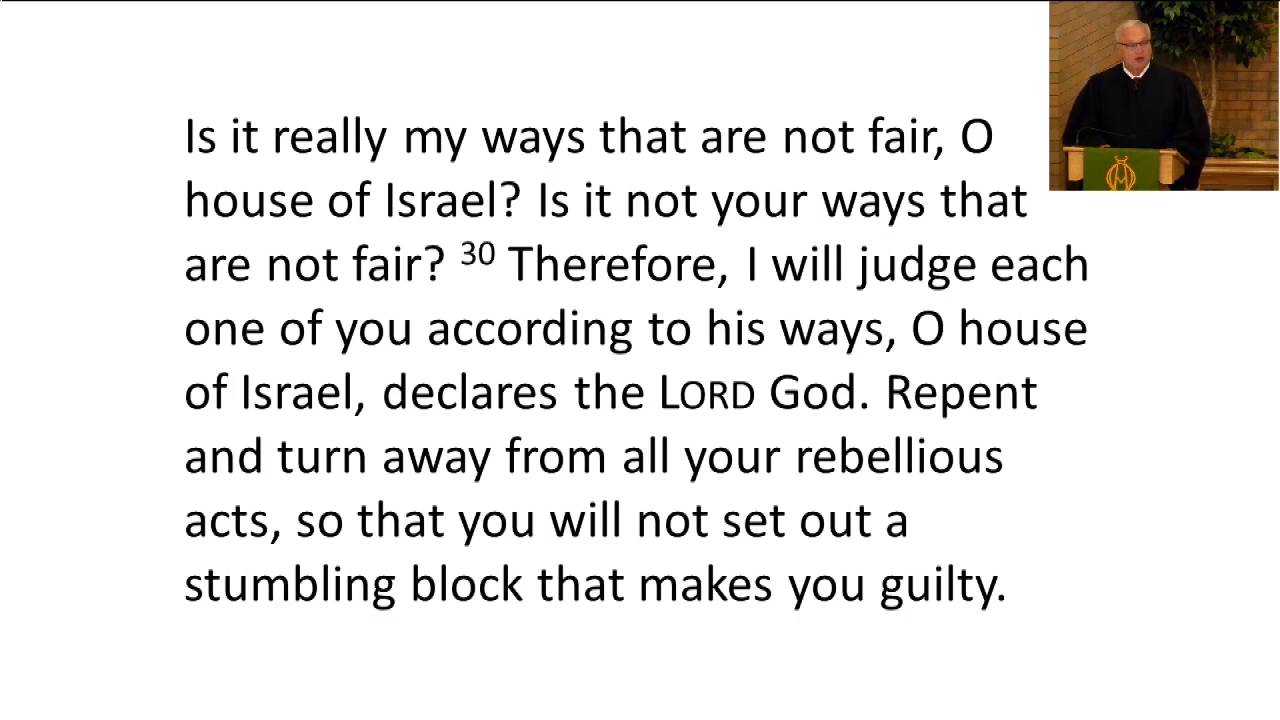 Is it really my ways that are not fair, O
house of Israel? Is it not your ways that
are not fair? ³⁰ Therefore, I will judge each
one of you according to his ways, O house
of Israel, declares the LORD God. Repent
and turn away from all your rebellious
acts, so that you will not set out a
stumbling block that makes you guilty.